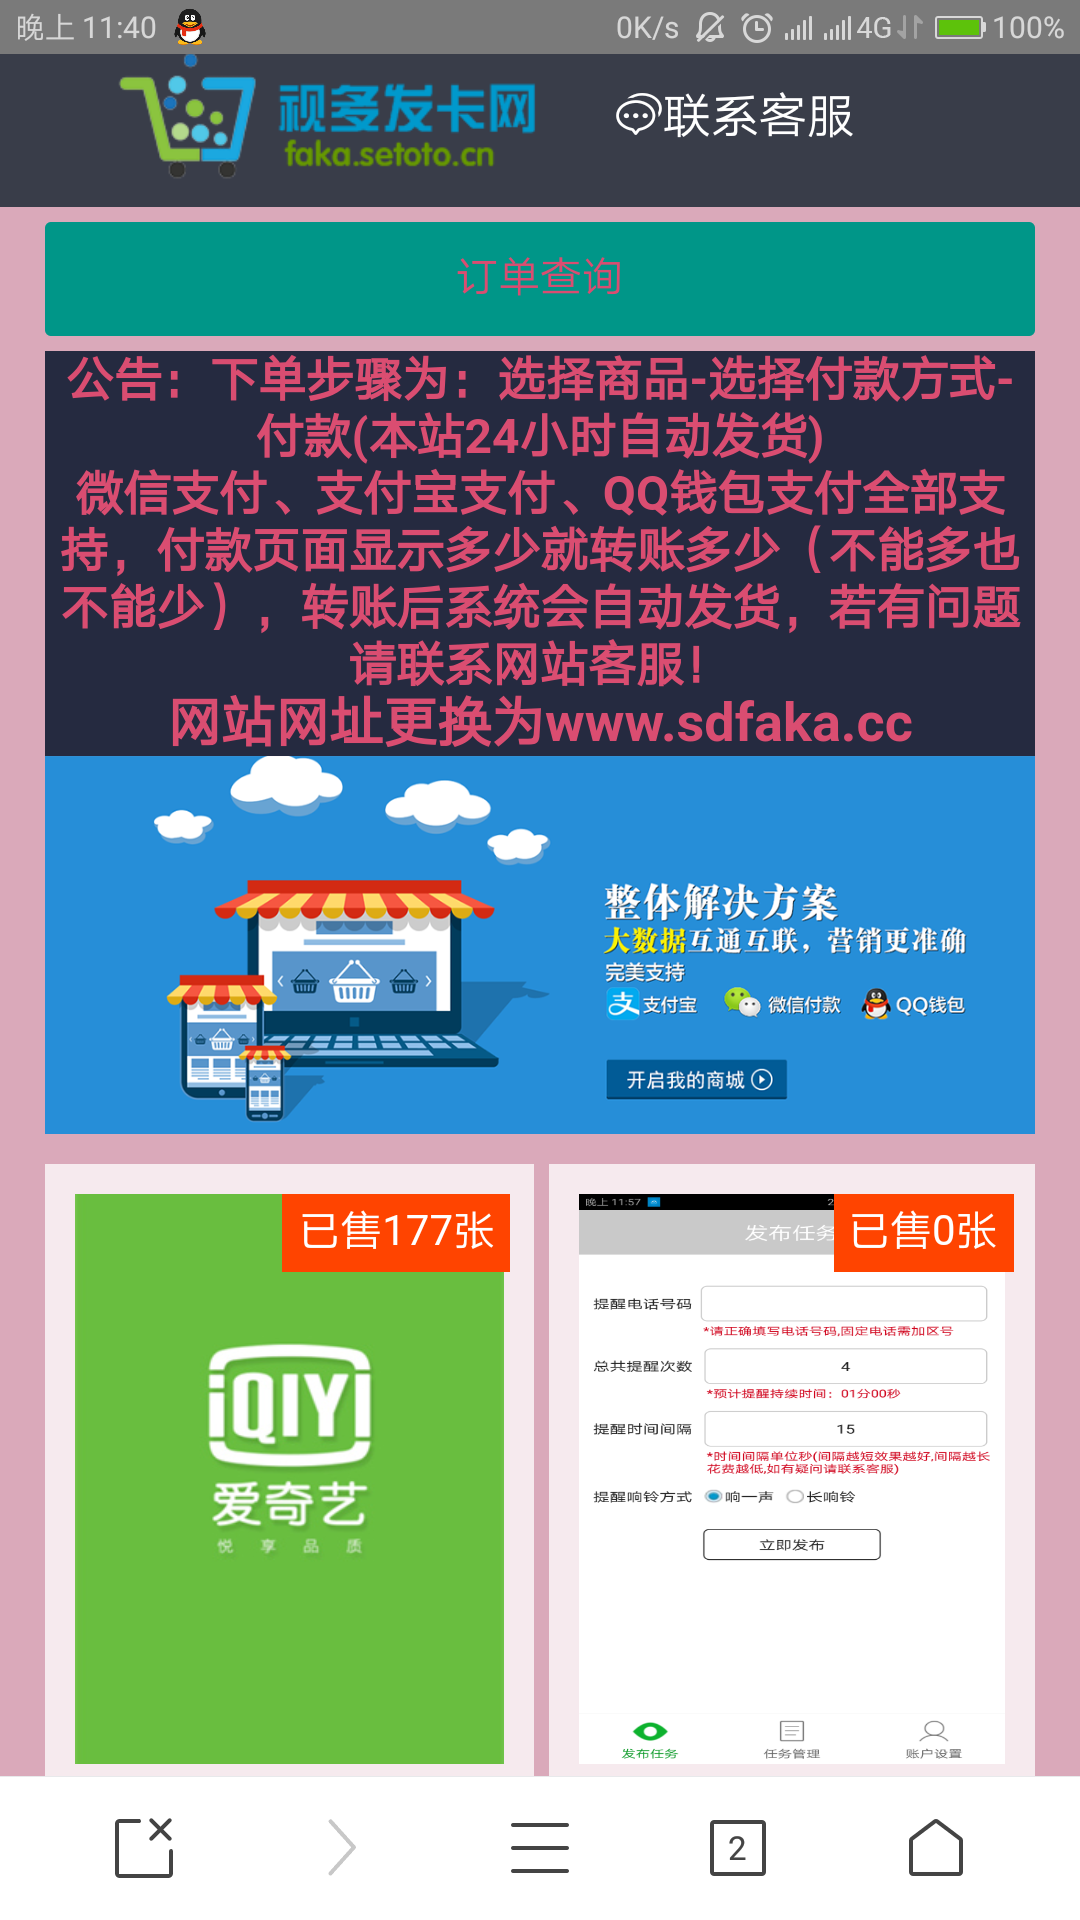 晚上 11:40
0K/s 4G 100%
视多发卡网
faka.setoto.cn
联系客服
订单查询
公告：下单步骤为：选择商品-选择付款方式-
付款(本站24小时自动发货)
微信支付、支付宝支付、QQ钱包支付全部支
持，付款页面显示多少就转账多少（不能多也
不能少），转账后系统会自动发货，若有问题
请联系网站客服！
网站网址更换为www.sdfaka.cc
整体解决方案
大数据互通互联，营销更准确
完美支持
支 支付宝 微信付款 QQ钱包
开启我的商城
已售177张
iQIYI
爱奇艺
悦享品质
晚上 11:57
已售0张
发布任务
提醒电话号码
*请正确填写电话号码,固定电话需加区号
总共提醒次数 4
*预计提醒持续时间：01分00秒
提醒时间间隔 15
*时间间隔单位秒(间隔越短效果越好,间隔越长
花费越低,如有疑问请联系客服)
提醒响铃方式 响一声 长响铃
立即发布
发布任务 任务管理 账户设置
2